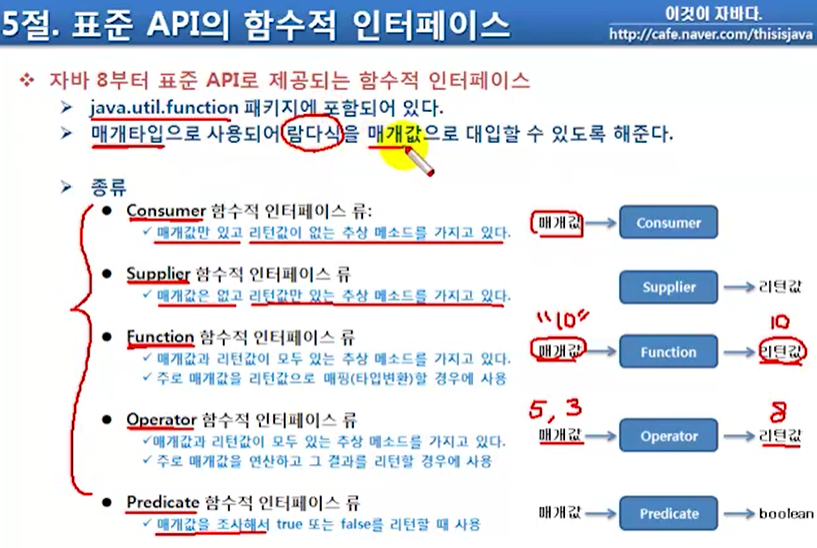 5절. 표준 API의 함수적 인터페이스
이것이 자바다.
http://cafe.naver.com/thisisjava
❖ 자바 8부터 표준 API로 제공되는 함수적 인터페이스
➢ java.util.function 패키지에 포함되어 있다.
➢ 매개타입으로 사용되어 람다식을 매개값으로 대입할 수 있도록 해준다.
➢ 종류
● Consumer 함수적 인터페이스 류:
✓ 매개값만 있고 리턴값이 없는 추상 메소드를 가지고 있다.
매개값 → Consumer
● Supplier 함수적 인터페이스 류
✓ 매개값은 없고 리턴값만 있는 추상 메소드를 가지고 있다.
Supplier → 리턴값
● Function 함수적 인터페이스 류
✓ 매개값과 리턴값이 모두 있는 추상 메소드를 가지고 있다.
✓ 주로 매개값을 리턴값으로 매핑(타입변환)할 경우에 사용
"10" 10
매개값 → Function → 리턴값
● Operator 함수적 인터페이스 류
✓매개값과 리턴값이 모두 있는 추상 메소드를 가지고 있다.
✓ 주로 매개값을 연산하고 그 결과를 리턴할 경우에 사용
5, 3 8
매개값 → Operator → 리턴값
● Predicate 함수적 인터페이스 류
✓ 매개값을 조사해서 true 또는 false를 리턴할 때 사용
매개값 → Predicate → boolean